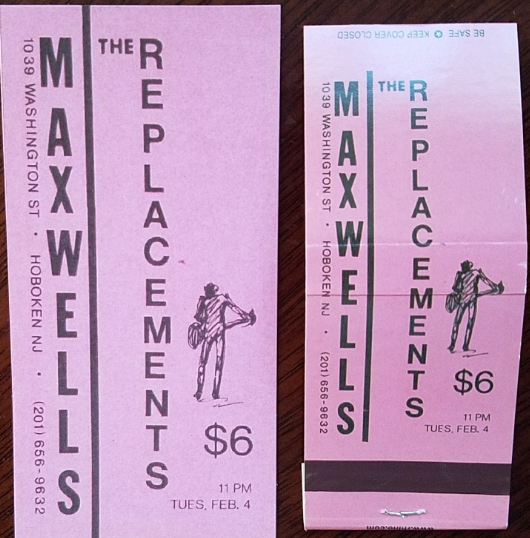 1039 WASHINGTON ST • HOBOKEN NJ • (201) 656-9632
MAXWELLS
THE REPLACEMENTS
$6
11 PM
TUES, FEB. 4
BE SAFE KEEP COVER CLOSED
1039 WASHINGTON ST • HOBOKEN NJ • (201) 656-9632
MAXWELLS
THE REPLACEMENTS
$6
11 PM
TUES, FEB. 4